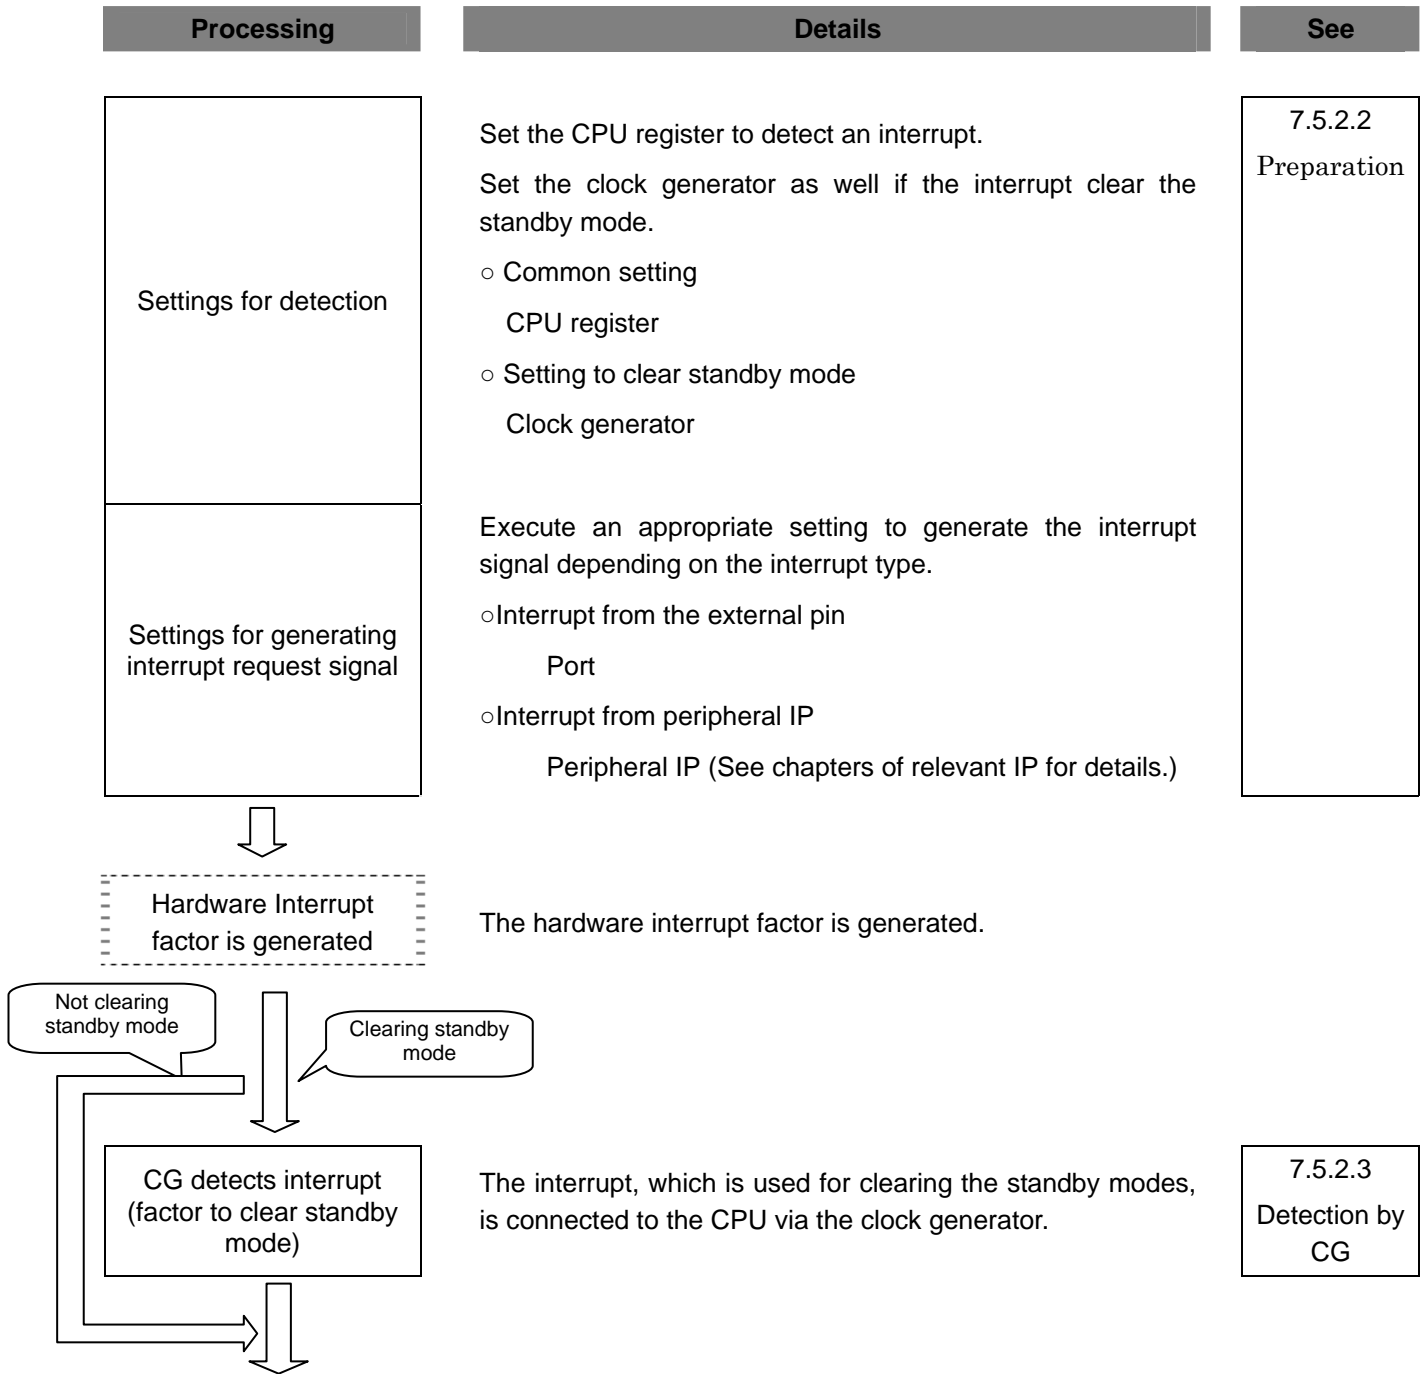 Processing
Details
See
Settings for detection
Set the CPU register to detect an interrupt.
Set the clock generator as well if the interrupt clear the
standby mode.
○ Common setting
CPU register
○ Setting to clear standby mode
Clock generator
7.5.2.2
Preparation
Settings for generating
interrupt request signal
Execute an appropriate setting to generate the interrupt
signal depending on the interrupt type.
○Interrupt from the external pin
Port
○Interrupt from peripheral IP
Peripheral IP (See chapters of relevant IP for details.)
Hardware Interrupt
factor is generated
The hardware interrupt factor is generated.
Not clearing
standby mode
Clearing standby
mode
CG detects interrupt
(factor to clear standby
mode)
The interrupt, which is used for clearing the standby modes,
is connected to the CPU via the clock generator.
7.5.2.3
Detection by
CG